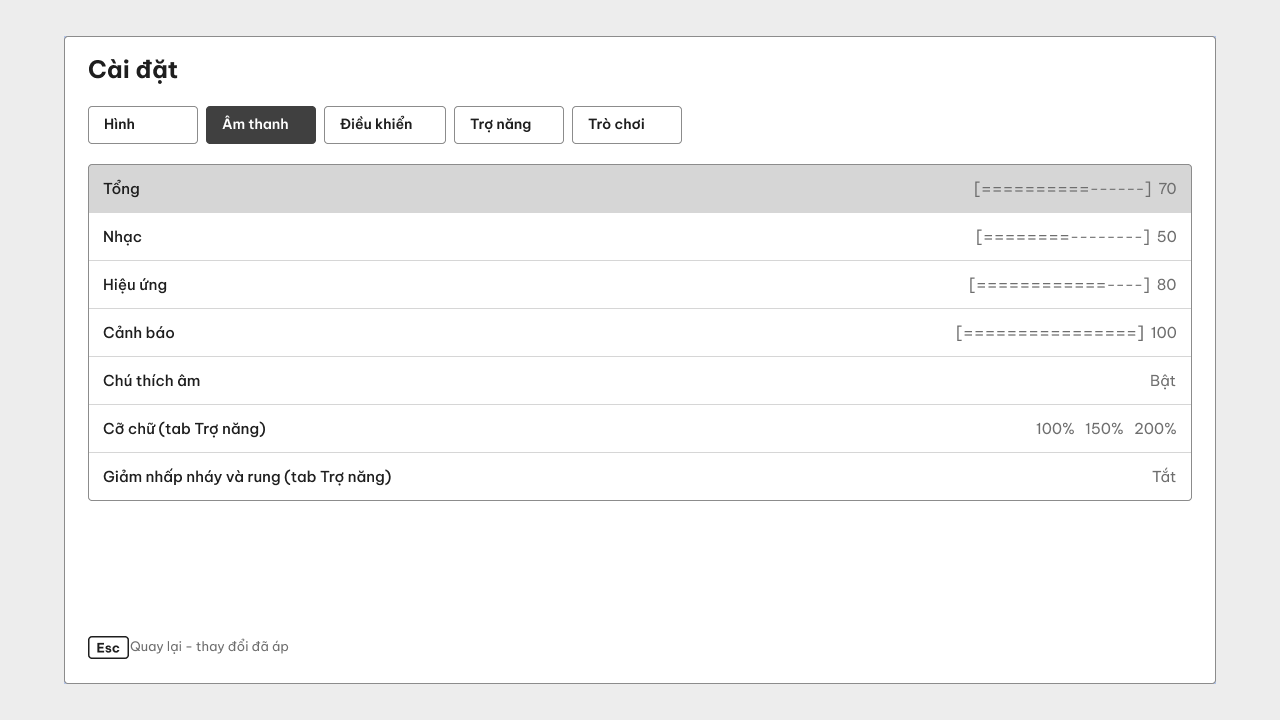 Cài đặt
Hình Âm thanh Điều khiển Trợ năng Trò chơi
Tổng [==========------] 70
Nhạc [========--------] 50
Hiệu ứng [============----] 80
Cảnh báo [================] 100
Chú thích âm Bật
Cỡ chữ (tab Trợ năng) 100% 150% 200%
Giảm nhấp nháy và rung (tab Trợ năng) Tắt
Esc Quay lại - thay đổi đã áp